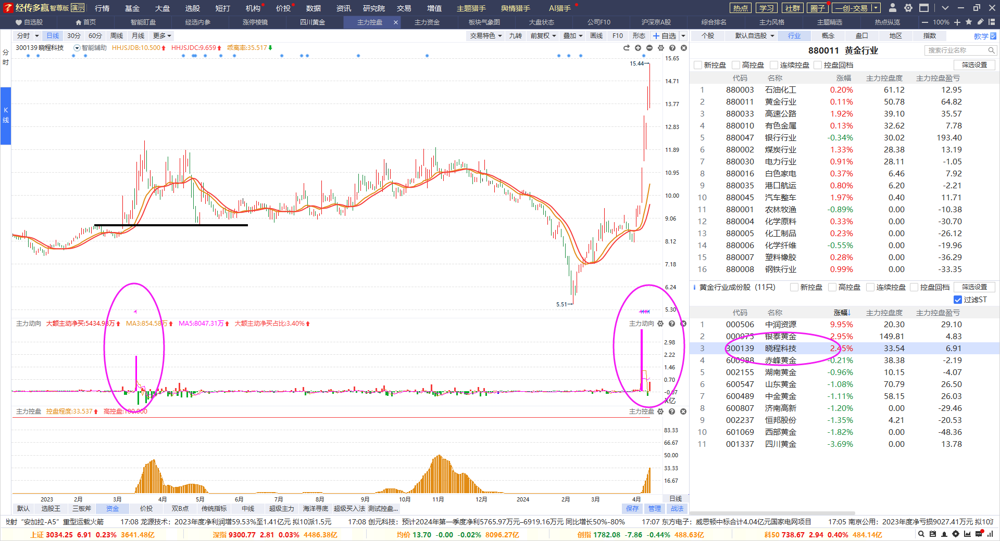 经传多赢 智尊版 演示 行情 基金 大盘 选股 短打 机构 价投 数据 资讯 研究院 交易 增值 主题猎手 舆情猎手 AI猎手 热点 学习 社群 圈子 一创-交易
自选股 首页 智能盯盘 经选内参 涨停棱镜 四川黄金 主力控盘 × 主力资金 板块气象图 大盘状态 公司F10 沪深京A股 综合排名 主力风格 主题精选 热点纵览 100%
分时 日线 30分 60分 周线 月线 更多 交易特色 九转 前复权 叠加 画线 F10 形态 自选
分时
K线
300139 晓程科技 智能辅助 HHJSJDB:10.500 HHJSJDC:9.659 乖离率:35.517
15.65
15.44
14.71
13.77
12.83
11.89
10.95
10.00
9.06
8.12
7.18
6.24
5.51
5.30
主力动向 大额主动净买:5434.93万 MA3:854.58万 MA5:8047.31万 大额主动净买占比:3.40% 主力动向
2.98
2.22
1.46
0.70
-0.07
X亿
主力控盘 控盘程度:33.537 高控盘:100.000 主力控盘
83.33
66.67
50.00
33.33
16.67
2023 2月 3月 4月 5月 6月 7月 8月 9月 10月 11月 12月 2024 2月 3月 4月 日线
默认 选股王 三板斧 资金 价投 双B点 传统指标 中线 超级主力 海洋寻底 超级买入法 测试控盘... 保存 管理 战法
个股 默认自选股 行业 概念 盘口 地区 指数 教学
880011 黄金行业 搜索行业名称
新控盘 高控盘 连续控盘 控盘回档 筛选设置
代码 名称 涨幅 主力控盘度 主力控盘盈亏
1 880003 石油化工 0.20% 61.12 12.95
2 880011 黄金行业 0.11% 50.78 64.82
3 880033 高速公路 1.92% 39.10 35.57
4 880010 有色金属 0.13% 32.62 7.78
5 880047 银行行业 -0.34% 30.02 193.40
6 880002 煤炭行业 1.33% 28.38 13.19
7 880030 电力行业 0.91% 28.11 -1.05
8 880016 白色家电 0.37% 6.46 7.92
9 880035 港口航运 0.80% 6.20 -2.21
10 880045 汽车整车 1.97% 0.40 11.71
11 880001 农林牧渔 -0.89% 0.00 -10.38
12 880004 化学原料 0.33% 0.00 -30.70
13 880005 化工制品 0.23% 0.00 -26.12
14 880006 化学纤维 -0.55% 0.00 -19.96
15 880007 塑料橡胶 0.28% 0.00 -36.29
16 880008 钢铁行业 0.99% 0.00 -33.35
黄金行业成份股 (11只) 新控盘 高控盘 连续控盘 控盘回档 筛选设置
过滤ST
代码 名称 涨幅↓ 主力控盘度 主力控盘盈亏
1 000506 中润资源 9.95% 20.30 29.10
2 000975 银泰黄金 2.95% 149.81 4.83
3 300139 晓程科技 2.45% 33.54 6.91
4 600988 赤峰黄金 -0.21% 38.38 -2.19
5 002155 湖南黄金 -0.96% 10.15 -4.07
6 600547 山东黄金 -1.08% 70.79 26.50
7 600489 中金黄金 -1.11% 58.15 26.03
8 600807 济南高新 -1.20% 0.00 -29.46
9 002237 恒邦股份 -1.35% 4.21 -20.53
10 601069 西部黄金 -1.82% 0.00 -48.36
11 001337 四川黄金 -3.69% 0.00 13.78
发射“安加拉-A5”重型运载火箭 17:08 龙源技术：2023年度净利润增59.53%至1.41亿元 拟10派1.5元 17:08 创元科技：预计2024年第一季度净利5765.97万元–6919.16万元 同比增长50%-80% 17:07 东方电子：威思顿中标合计4.04亿元国家电网项目 17:05 南京公用：2023年度净亏损9027.41万元 拟10派
上证 3034.25 6.91 0.23% 3641.48亿 深指 9300.77 2.81 0.03% 4486.38亿 均价 13.70 -0.00 -0.02% 8096.27亿 创指 1782.08 -7.86 -0.44% 488.63亿 科50 738.67 2.94 0.40% 484.14亿